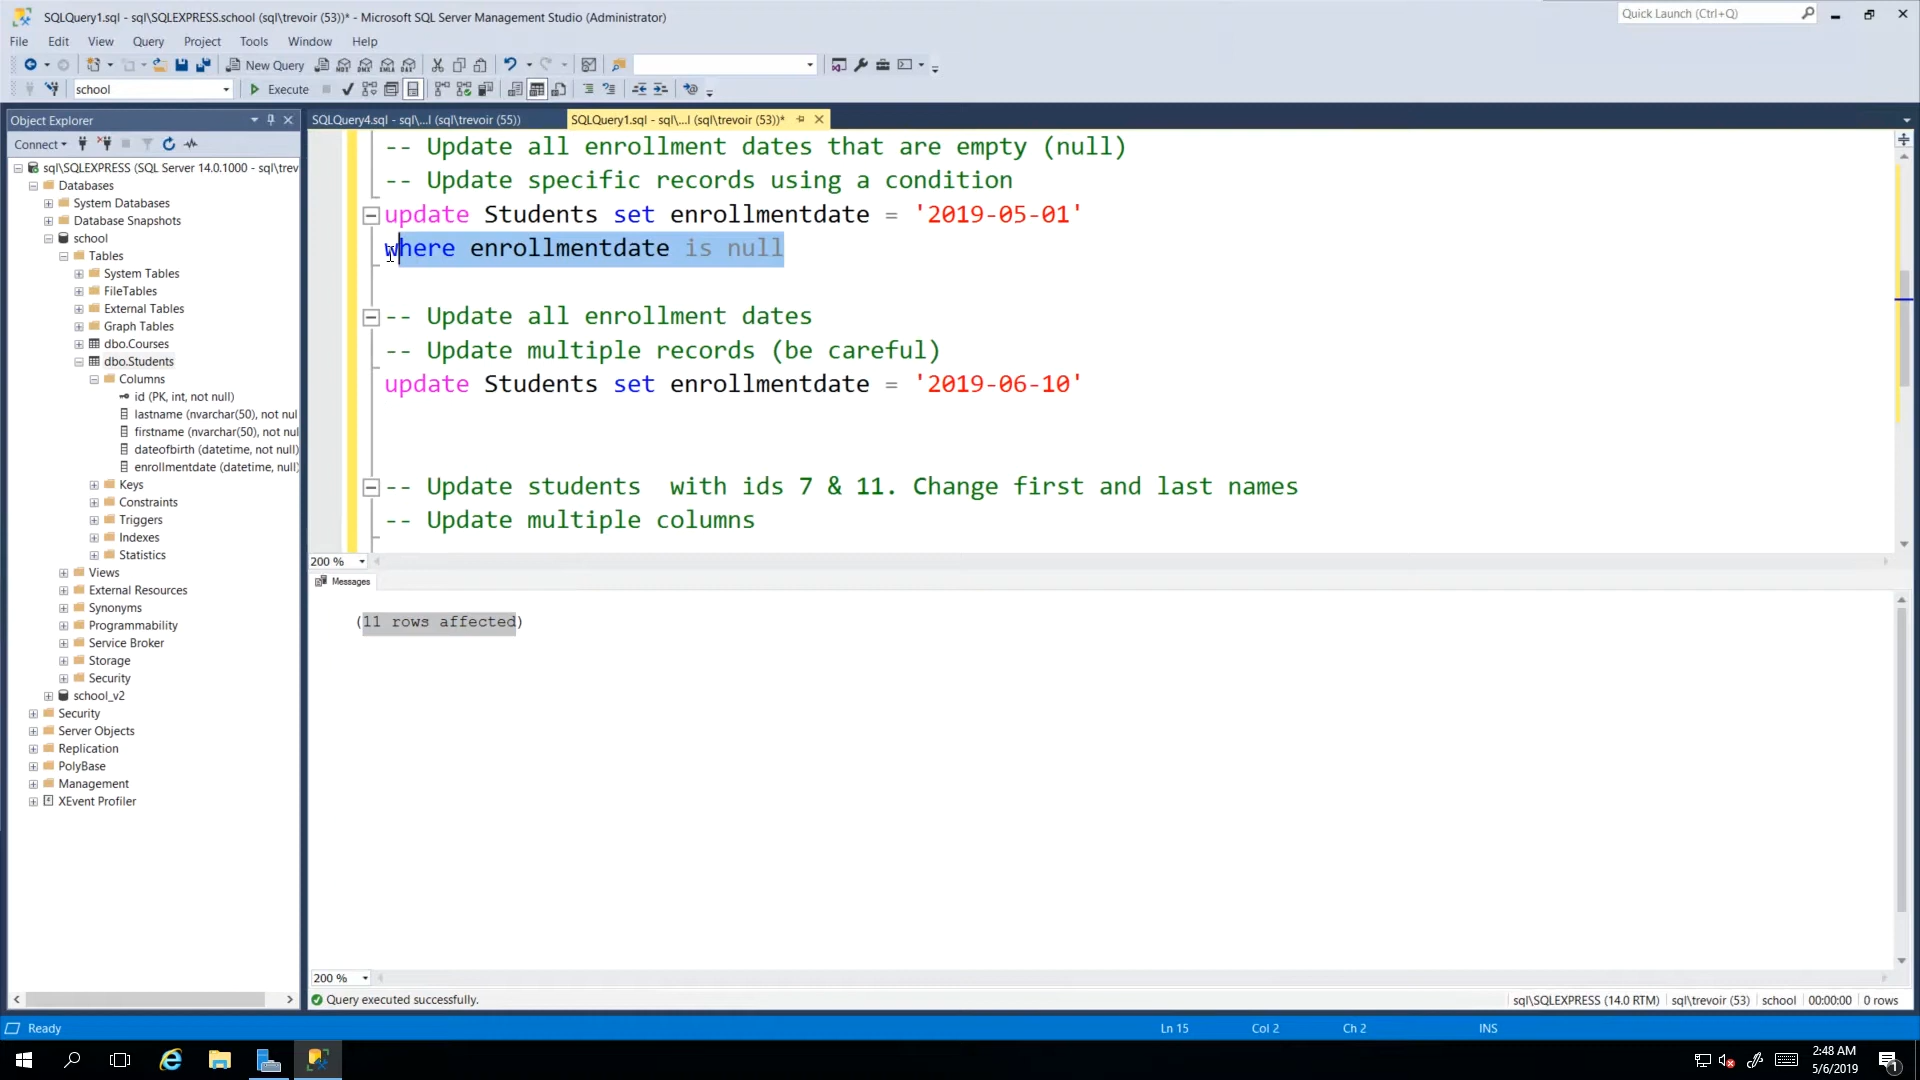 SQLQuery1.sql - sql\SQLEXPRESS.school (sql\trevoir (53))* - Microsoft SQL Server Management Studio (Administrator)
Quick Launch (Ctrl+Q)
File Edit View Query Project Tools Window Help
New Query
school
Execute
Object Explorer
Connect
sql\SQLEXPRESS (SQL Server 14.0.1000 - sql\trev
Databases
System Databases
Database Snapshots
school
Tables
System Tables
FileTables
External Tables
Graph Tables
dbo.Courses
dbo.Students
Columns
id (PK, int, not null)
lastname (nvarchar(50), not nul
firstname (nvarchar(50), not nul
dateofbirth (datetime, not null)
enrollmentdate (datetime, null)
Keys
Constraints
Triggers
Indexes
Statistics
Views
External Resources
Synonyms
Programmability
Service Broker
Storage
Security
school_v2
Security
Server Objects
Replication
PolyBase
Management
XEvent Profiler
SQLQuery4.sql - sql\...l (sql\trevoir (55))
SQLQuery1.sql - sql\...l (sql\trevoir (53))*
-- Update all enrollment dates that are empty (null)
-- Update specific records using a condition
update Students set enrollmentdate = '2019-05-01'
where enrollmentdate is null
-- Update all enrollment dates
-- Update multiple records (be careful)
update Students set enrollmentdate = '2019-06-10'
-- Update students  with ids 7 & 11. Change first and last names
-- Update multiple columns
200 %
Messages
(11 rows affected)
200 %
Query executed successfully.
sql\SQLEXPRESS (14.0 RTM) sql\trevoir (53) school 00:00:00 0 rows
Ready
Ln 15 Col 2 Ch 2 INS
2:48 AM
5/6/2019
1